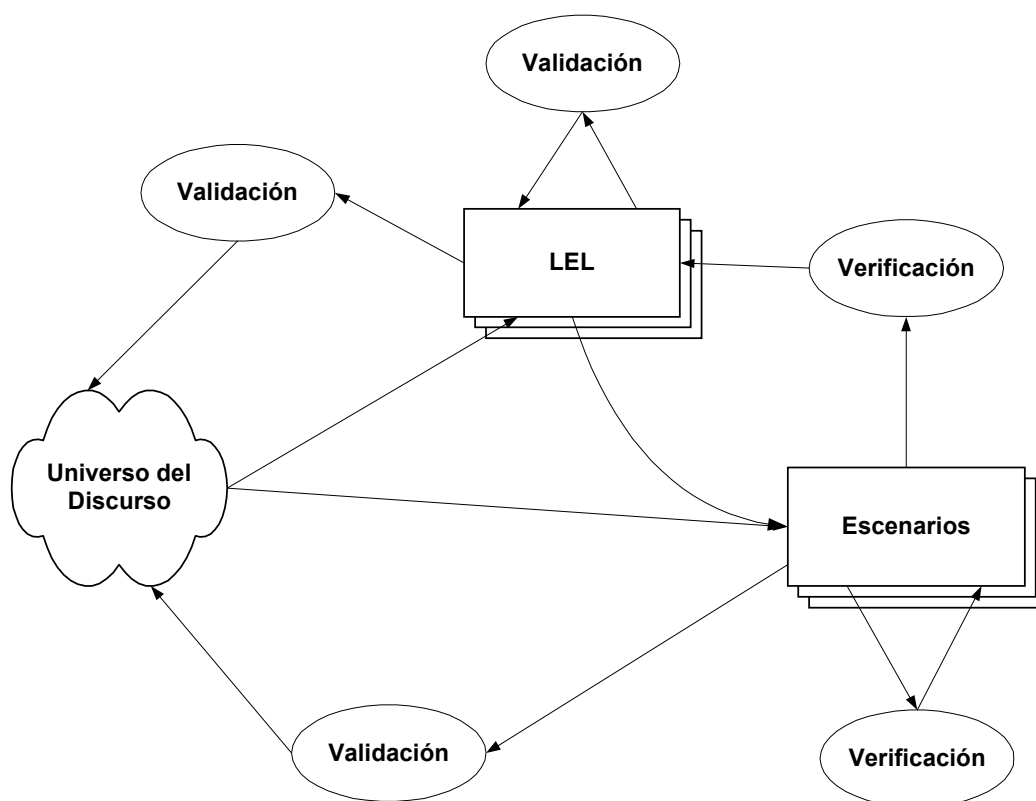 Validación
Validación
LEL
Verificación
Universo del
Discurso
Escenarios
Validación
Verificación